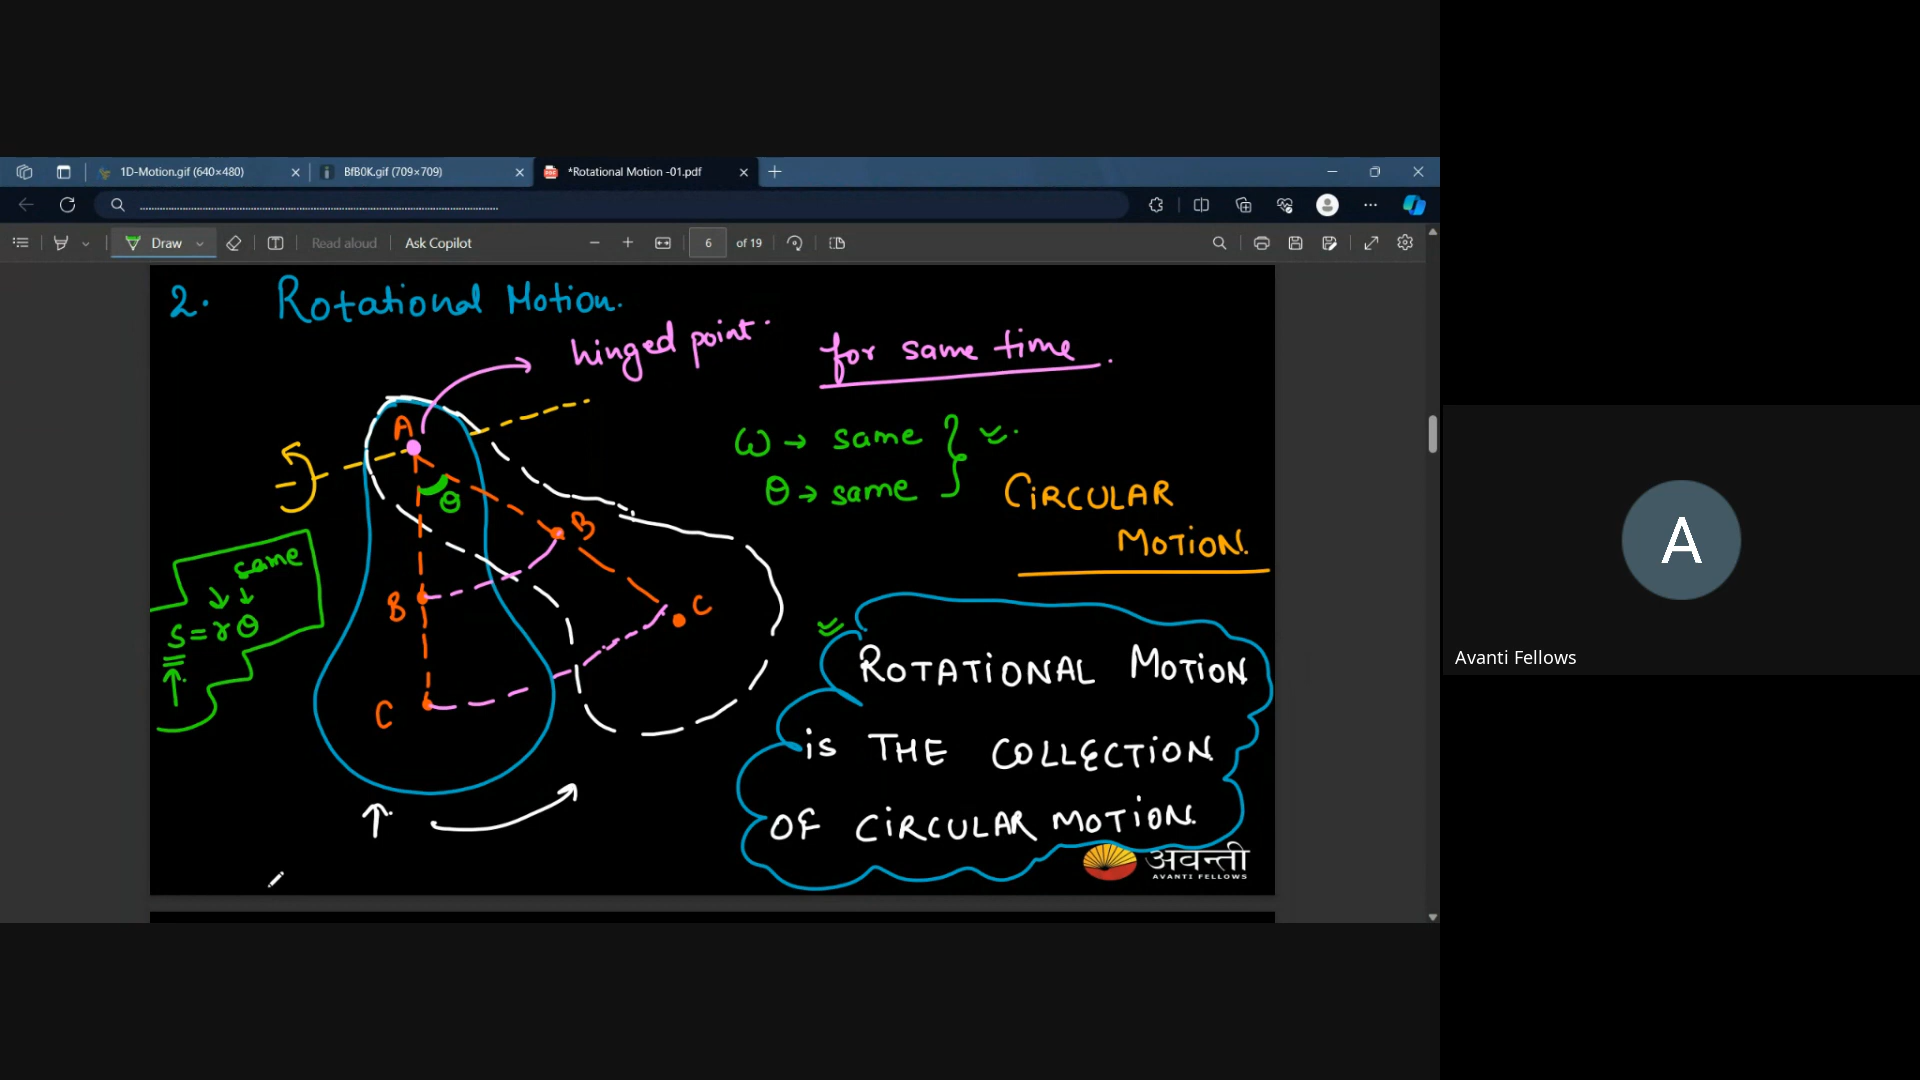 1D-Motion.gif (640×480)
BfB0K.gif (709×709)
*Rotational Motion -01.pdf
Draw
Read aloud
Ask Copilot
6 of 19
2. Rotational Motion.
hinged point.
for same time.
A
ω → same
θ → same
CIRCULAR
MOTION.
θ
B
same
B
C
S = rθ
C
ROTATIONAL MOTION
is THE COLLECTION
OF CIRCULAR MOTION.
अवन्ती
AVANTI FELLOWS
A
Avanti Fellows